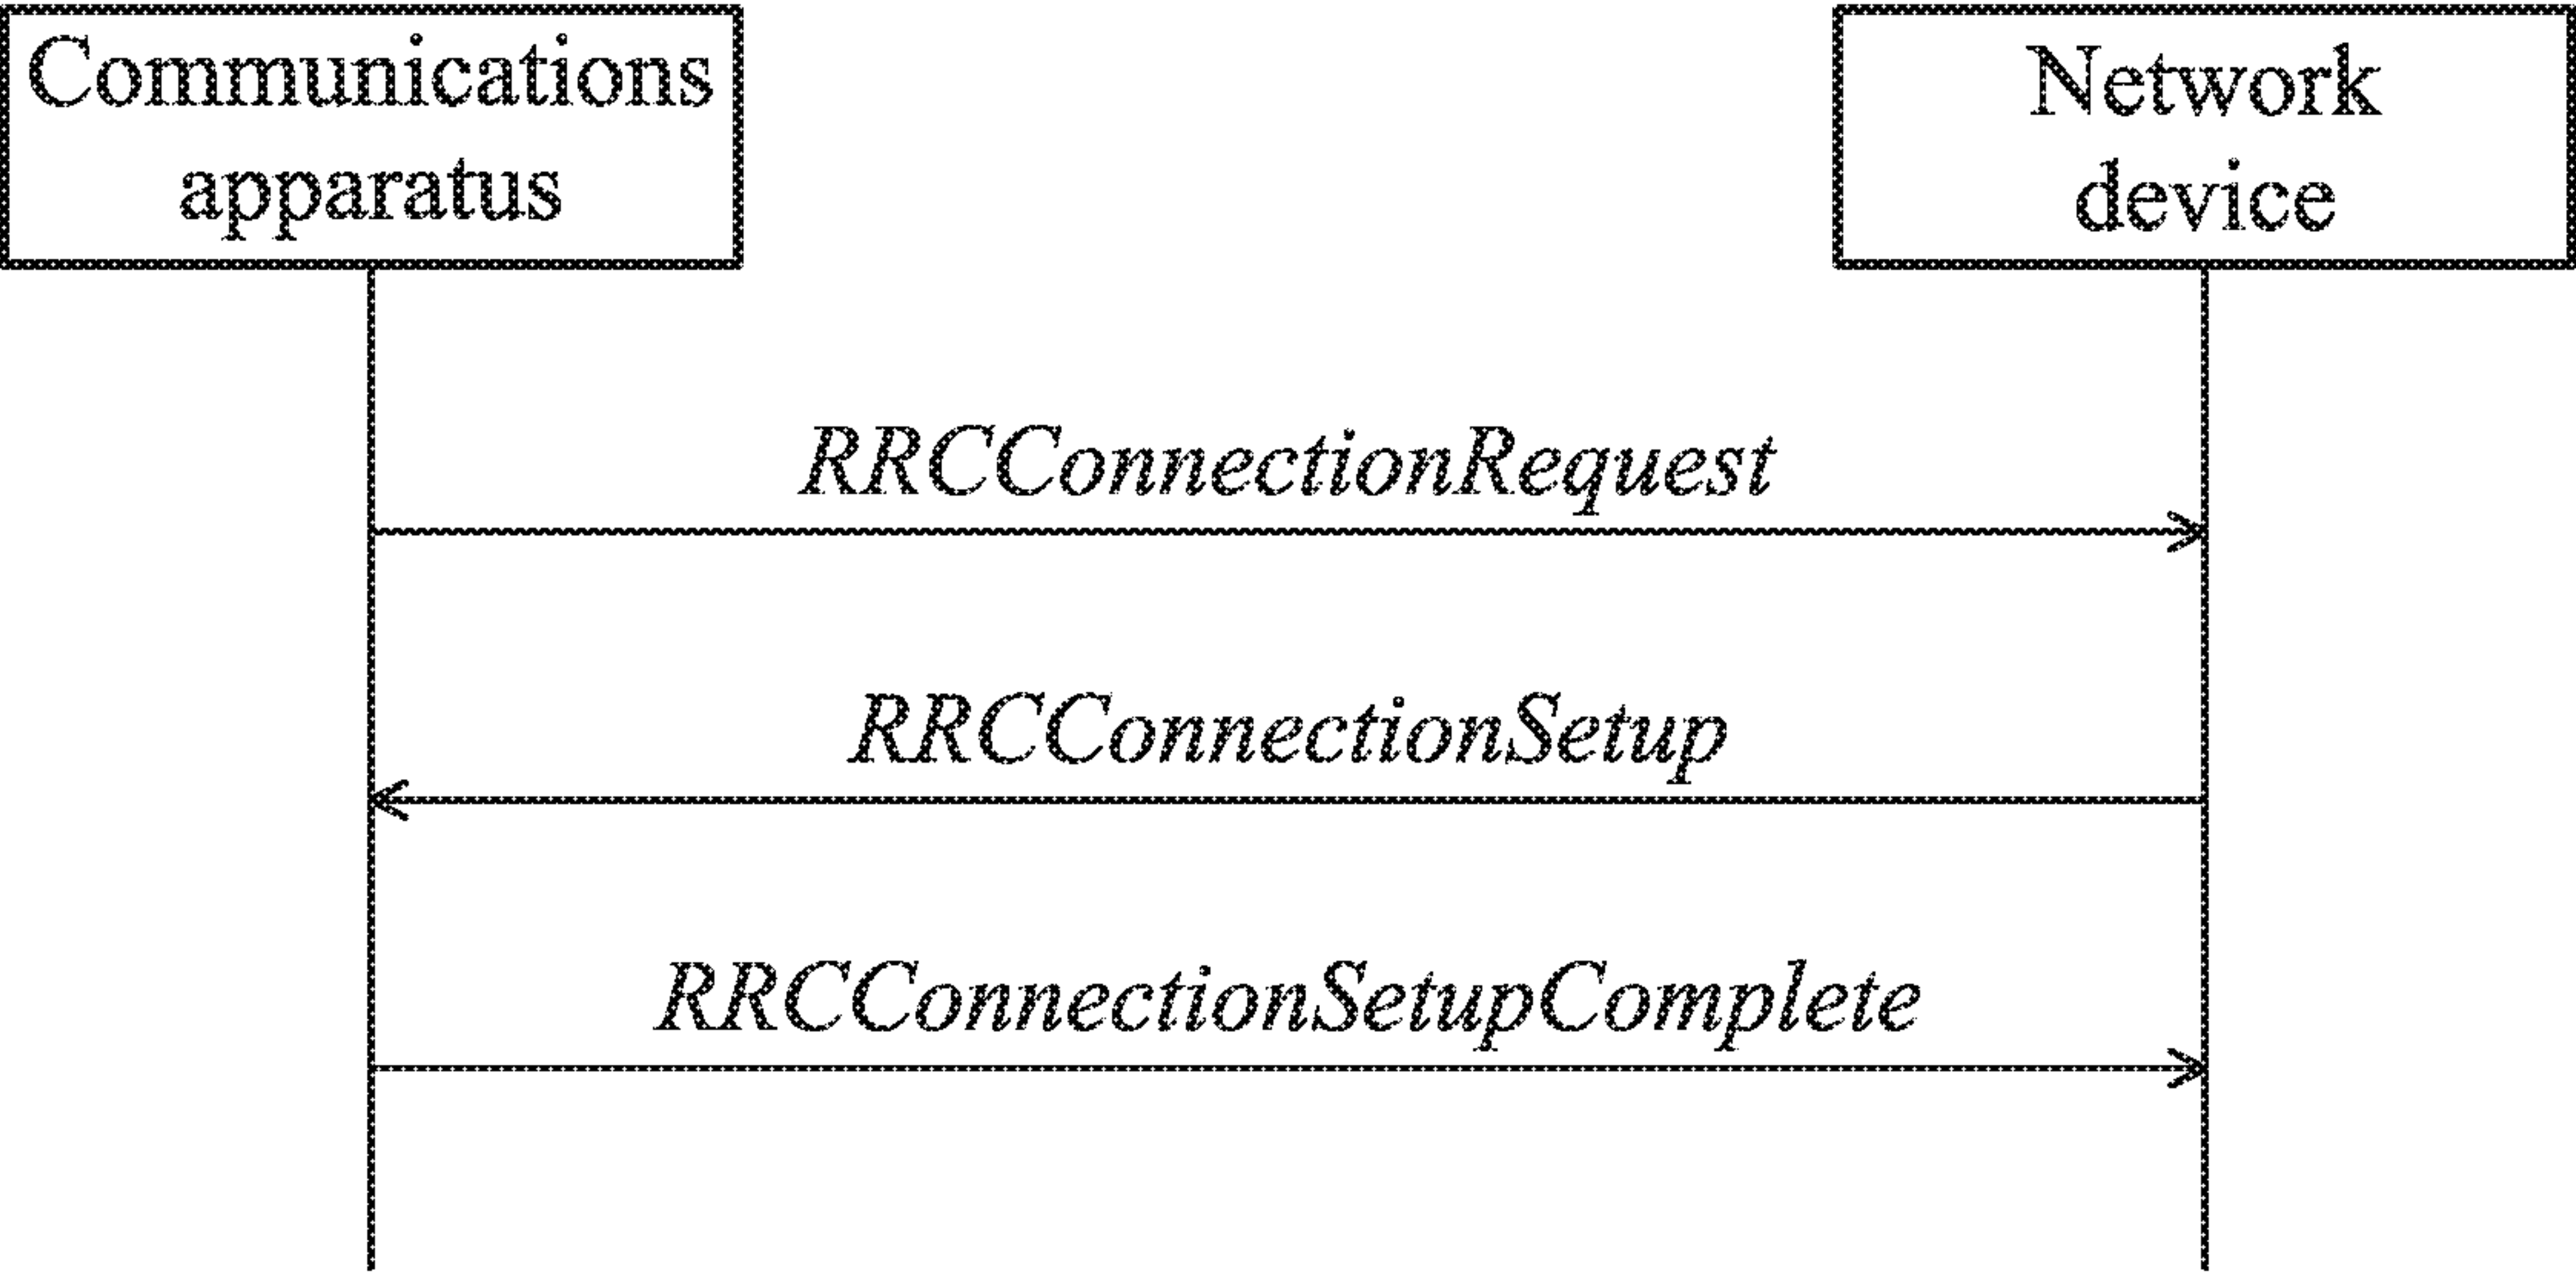 Communications
apparatus
Network
device
RRCConnectionRequest
RRCConnectionSetup
RRCConnectionSetupComplete